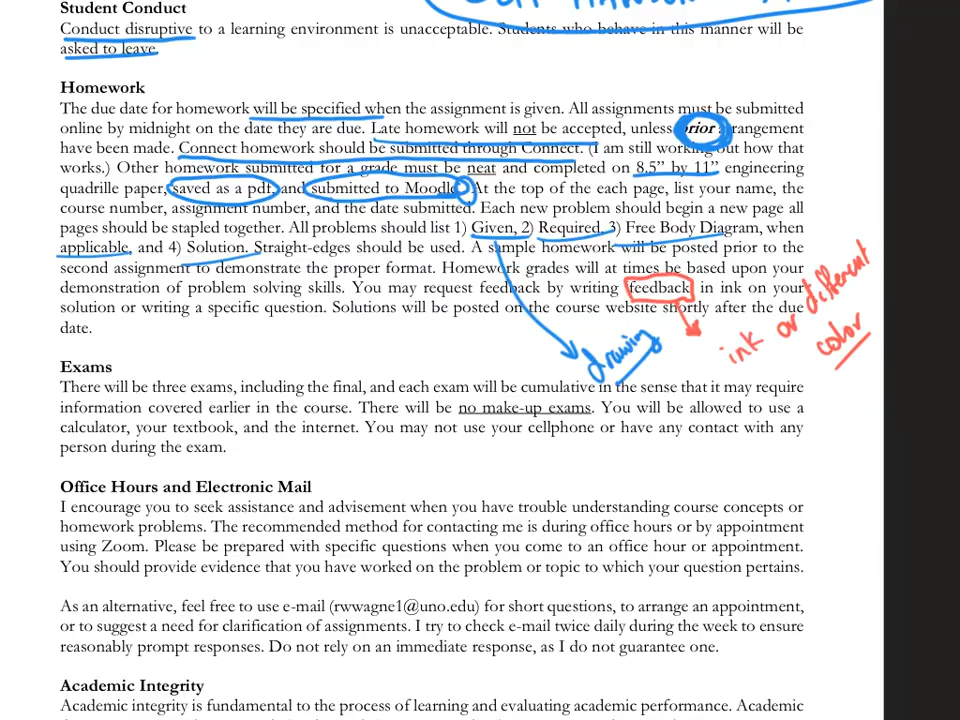 Student Conduct
Conduct disruptive to a learning environment is unacceptable. Students who behave in this manner will be
asked to leave.
Homework
The due date for homework will be specified when the assignment is given. All assignments must be submitted
online by midnight on the date they are due. Late homework will not be accepted, unless prior arrangement
have been made. Connect homework should be submitted through Connect. (I am still working out how that
works.) Other homework submitted for a grade must be neat and completed on 8.5” by 11” engineering
quadrille paper, saved as a pdf, and submitted to Moodle. At the top of the each page, list your name, the
course number, assignment number, and the date submitted. Each new problem should begin a new page all
pages should be stapled together. All problems should list 1) Given, 2) Required, 3) Free Body Diagram, when
applicable, and 4) Solution. Straight-edges should be used. A sample homework will be posted prior to the
second assignment to demonstrate the proper format. Homework grades will at times be based upon your
demonstration of problem solving skills. You may request feedback by writing feedback in ink on your
solution or writing a specific question. Solutions will be posted on the course website shortly after the due
date.
ink or different
color
drawing
Exams
There will be three exams, including the final, and each exam will be cumulative in the sense that it may require
information covered earlier in the course. There will be no make-up exams. You will be allowed to use a
calculator, your textbook, and the internet. You may not use your cellphone or have any contact with any
person during the exam.
Office Hours and Electronic Mail
I encourage you to seek assistance and advisement when you have trouble understanding course concepts or
homework problems. The recommended method for contacting me is during office hours or by appointment
using Zoom. Please be prepared with specific questions when you come to an office hour or appointment.
You should provide evidence that you have worked on the problem or topic to which your question pertains.
As an alternative, feel free to use e-mail (rwwagne1@uno.edu) for short questions, to arrange an appointment,
or to suggest a need for clarification of assignments. I try to check e-mail twice daily during the week to ensure
reasonably prompt responses. Do not rely on an immediate response, as I do not guarantee one.
Academic Integrity
Academic integrity is fundamental to the process of learning and evaluating academic performance. Academic